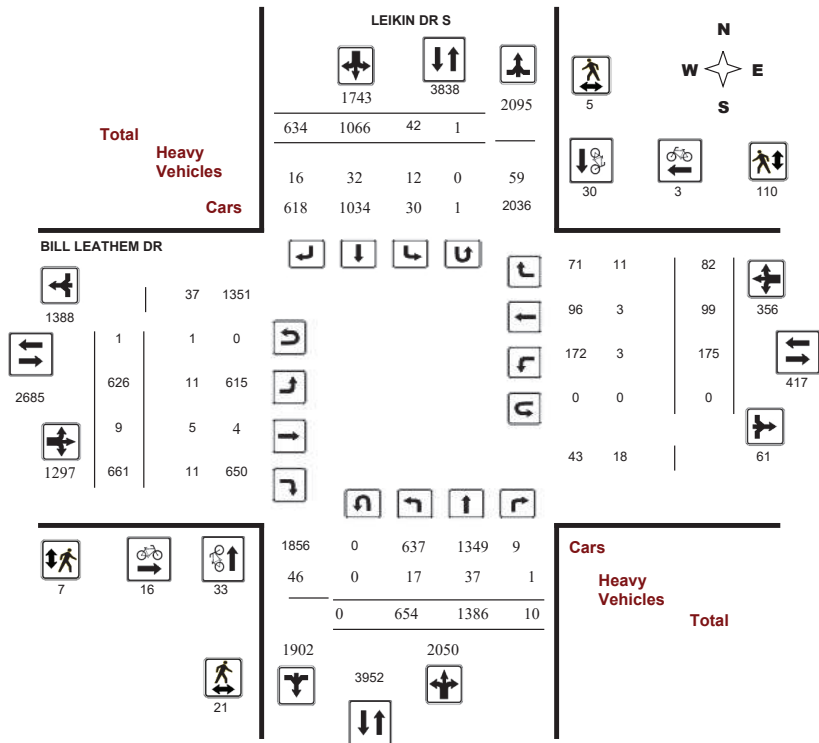 LEIKIN DR S
N
W E
S
1743
3838
2095
5
634 1066 42 1
Total
Heavy
Vehicles
Cars
16 32 12 0 59
618 1034 30 1 2036
30 3 110
BILL LEATHEM DR
1388
37 1351
2685
1 1 0
626 11 615
9 5 4
1297
661 11 650
71 11 82
356
96 3 99
172 3 175
417
0 0 0
43 18
61
1856 0 637 1349 9
46 0 17 37 1
0 654 1386 10
1902
3952
2050
Cars
Heavy
Vehicles
Total
7 16 33
21